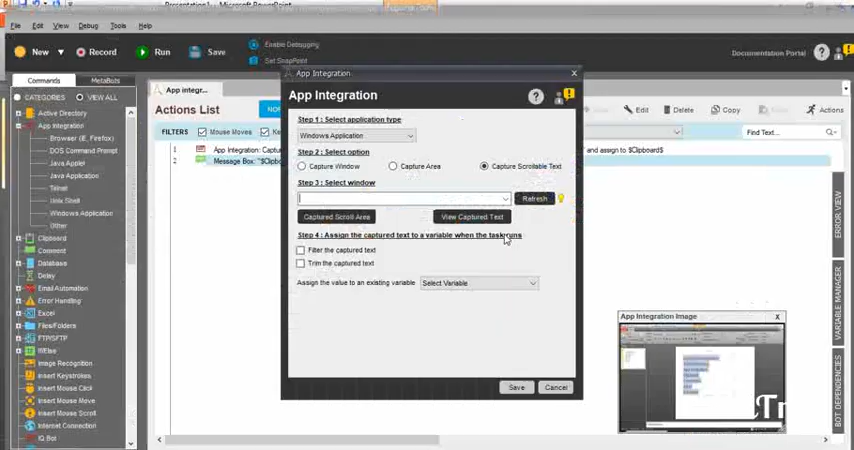 Presentation1 - Microsoft PowerPoint
File Edit View Debug Tools Help
New Record Run Save Enable Debugging
Set SnapPoint
Documentation Portal
Commands MetaBots
CATEGORIES VIEW ALL
Active Directory
App Integration
Browser (IE, Firefox)
DOS Command Prompt
Java Applet
Java Application
Telnet
Unix Shell
Windows Application
Other
Clipboard
Comment
Database
Delay
Email Automation
Error Handling
Excel
Files/Folders
FTP/SFTP
If/Else
Image Recognition
Insert Keystrokes
Insert Mouse Click
Insert Mouse Move
Insert Mouse Scroll
Internet Connection
IQ Bot
App integr...
Actions List
Edit Delete Copy Actions
FILTERS Mouse Moves
Find Text...
1 App Integration: Captu
2 Message Box: "$Clipbo
and assign to $Clipboard$
App Integration X
App Integration
Step 1 : Select application type
Windows Application
Step 2 : Select option
Capture Window Capture Area Capture Scrollable Text
Step 3 : Select window
Refresh
Captured Scroll Area View Captured Text
Step 4 : Assign the captured text to a variable when the task runs
Filter the captured text
Trim the captured text
Assign the value to an existing variable Select Variable
Save Cancel
App Integration Image X
ERROR VIEW
VARIABLE MANAGER
BOT DEPENDENCIES